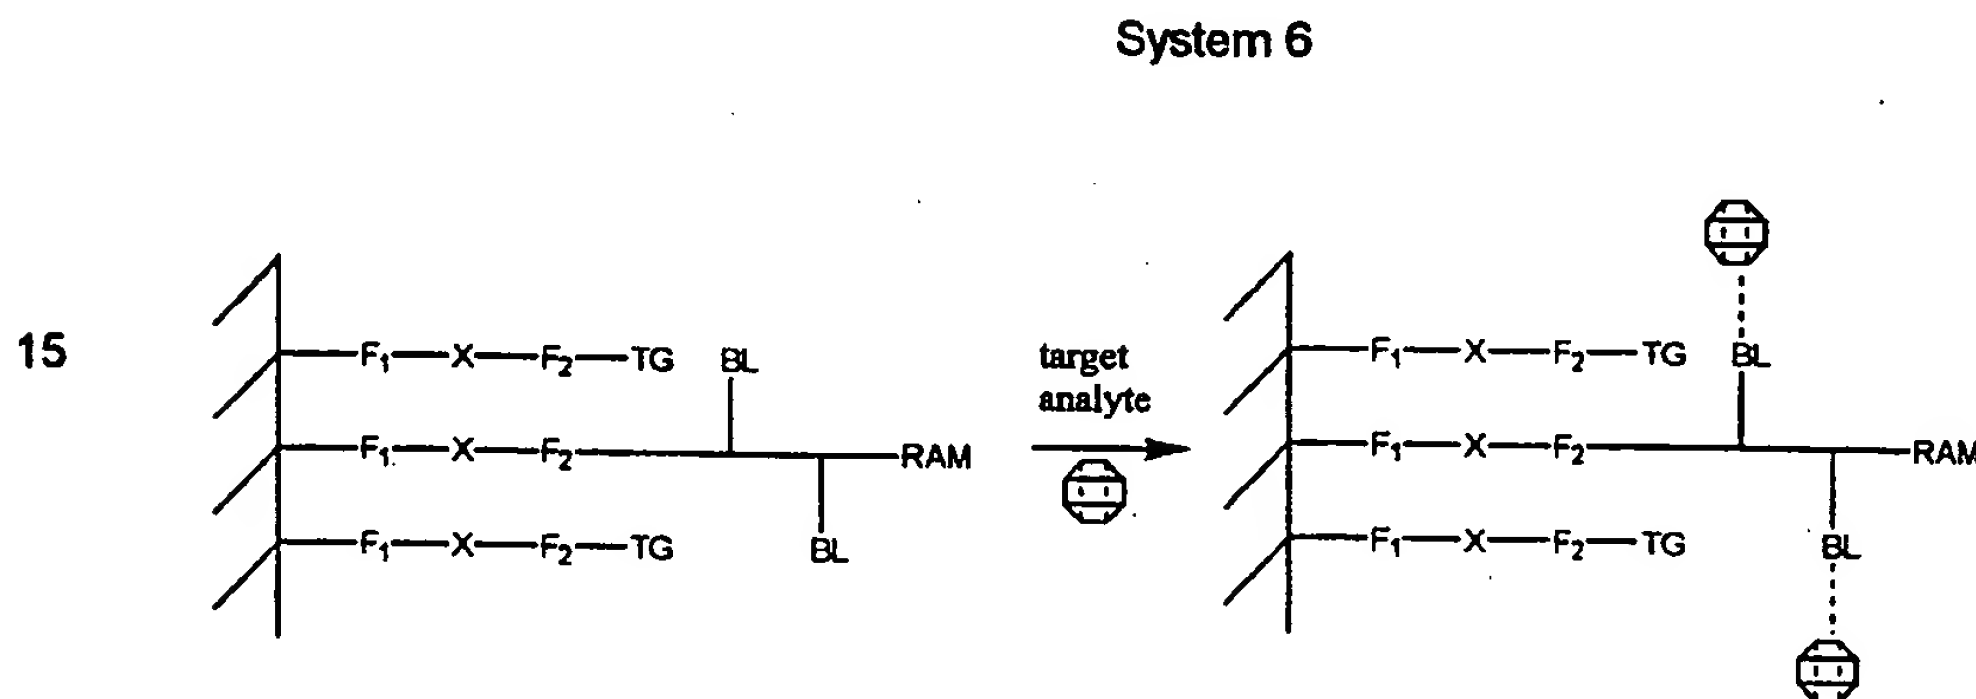 System 6
15
F₁—X—F₂—TG BL
F₁—X—F₂ RAM
F₁—X—F₂—TG BL
target
analyte
F₁—X—F₂—TG BL
F₁—X—F₂ RAM
F₁—X—F₂—TG BL